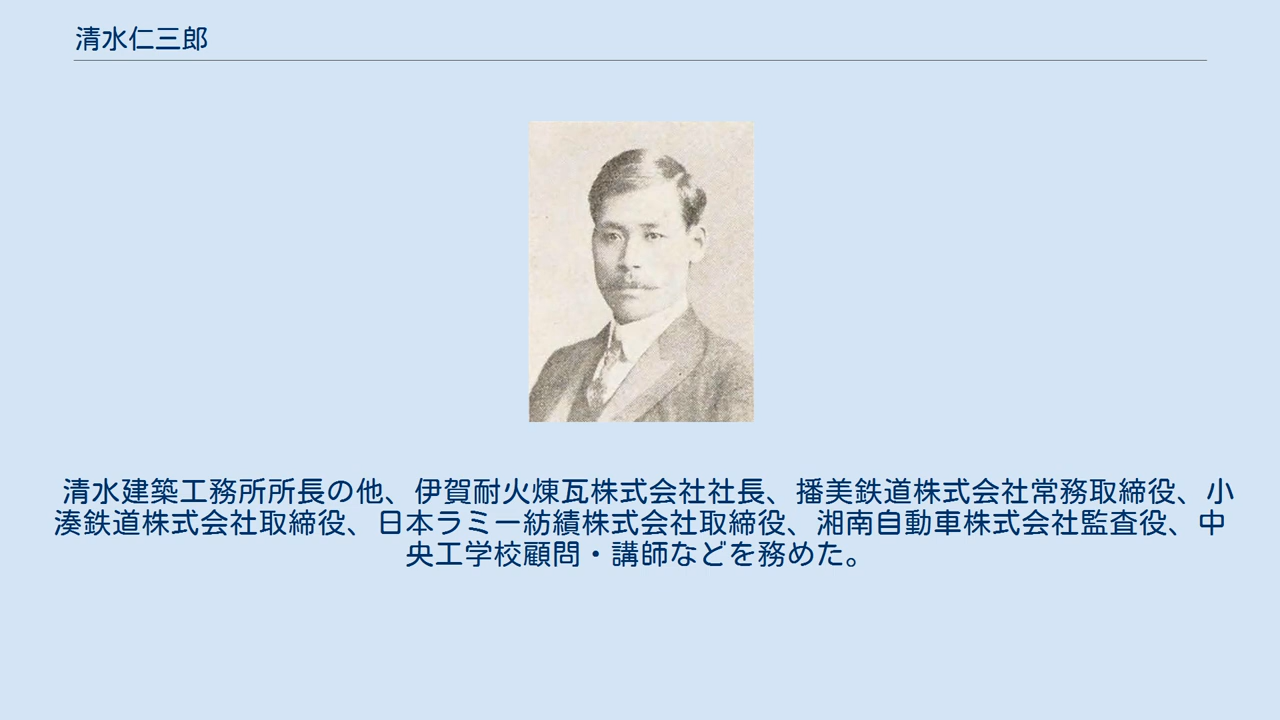 清水仁三郎
清水建築工務所所長の他、伊賀耐火煉瓦株式会社社長、播美鉄道株式会社常務取締役、小
湊鉄道株式会社取締役、日本ラミー紡績株式会社取締役、湘南自動車株式会社監査役、中
央工学校顧問・講師などを務めた。